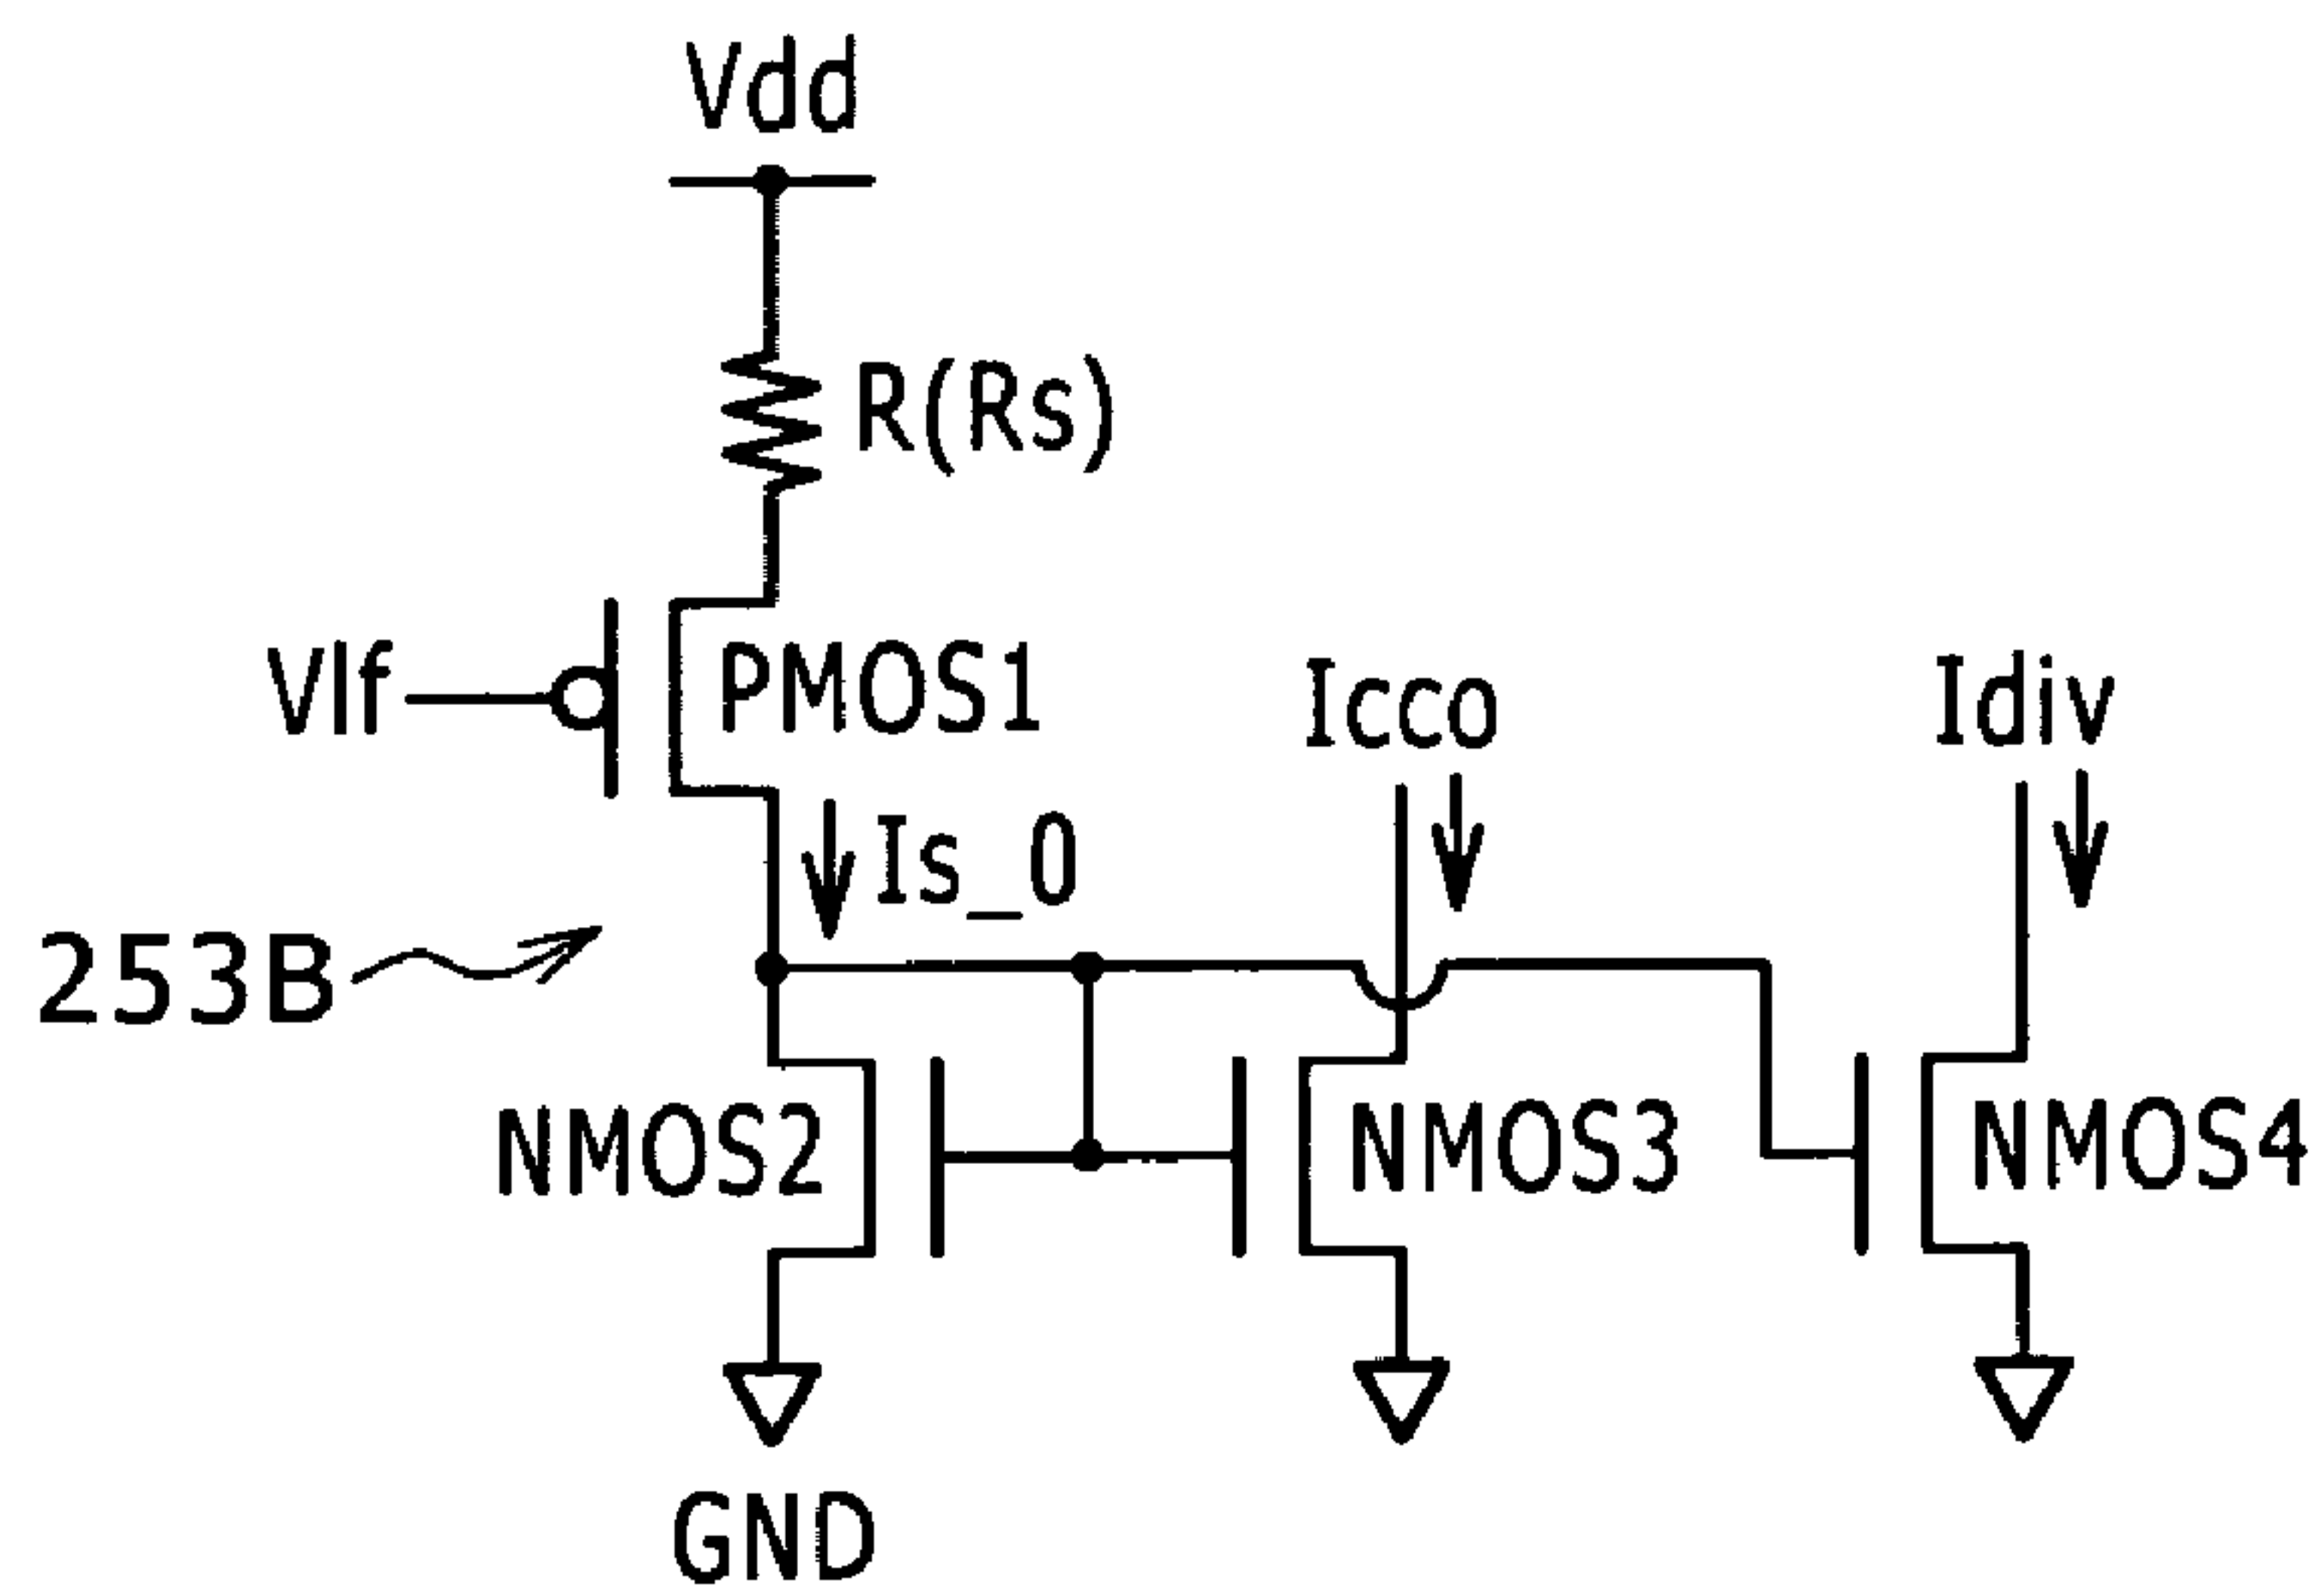 Vdd
R(Rs)
Vlf
PMOS1
Icco
Idiv
Is_0
253B
NMOS2
NMOS3
NMOS4
GND